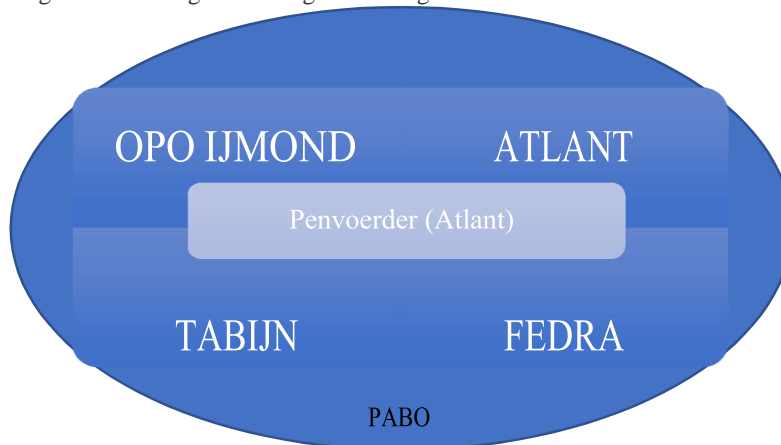 OPO IJMOND
ATLANT
Penvoerder (Atlant)
TABIJN
FEDRA
PABO